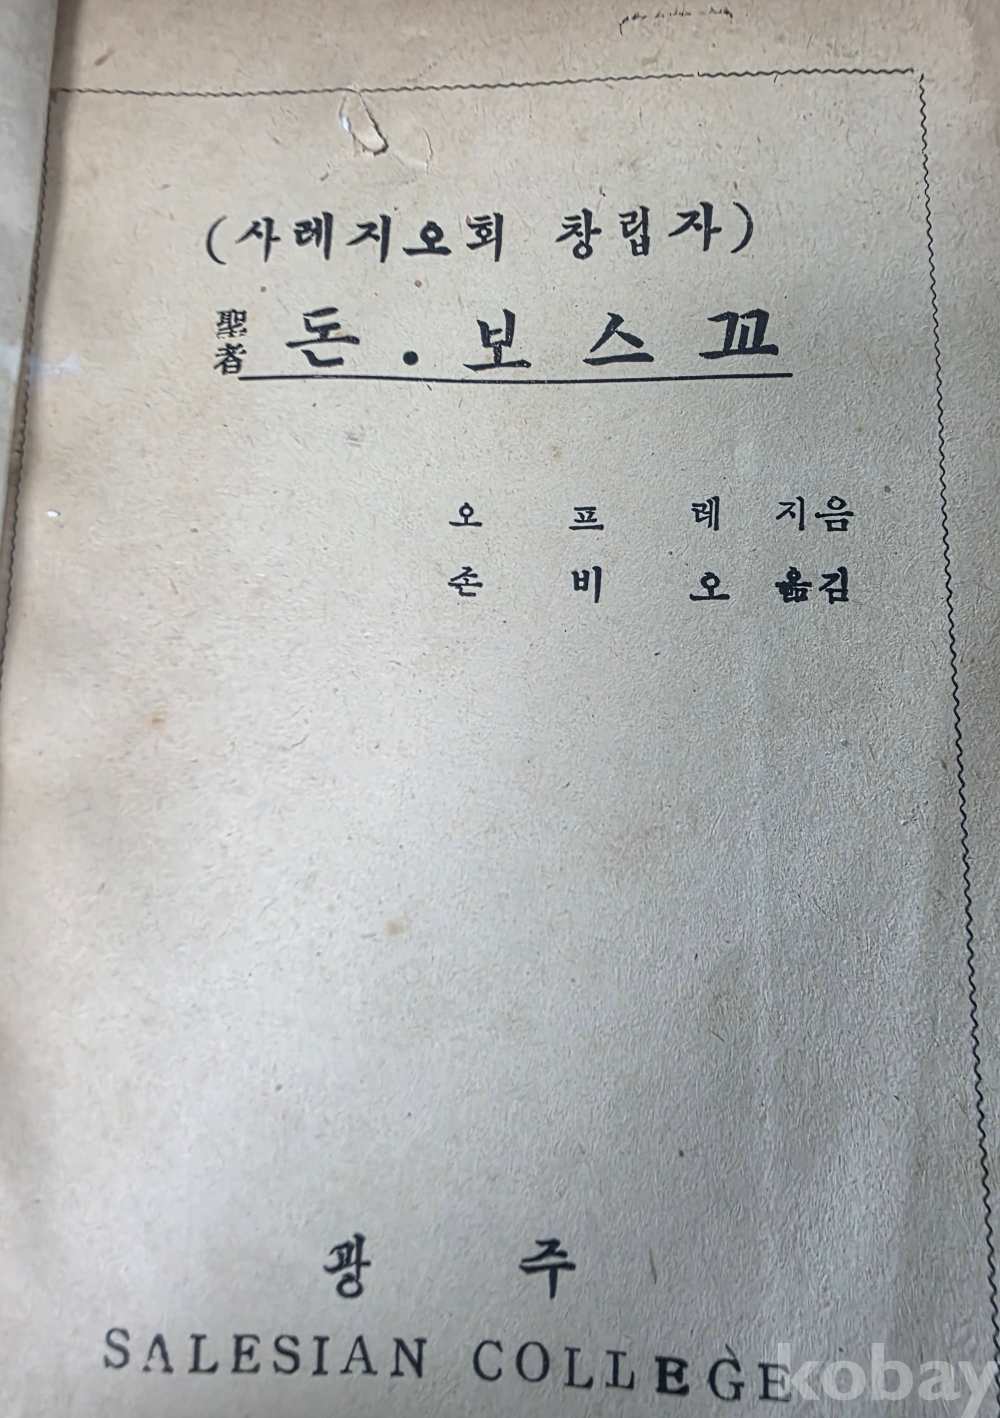 (사레지오회 창립자)
聖者 돈·보스꼬
오프레 지음
손비오 옮김
광주
SALESIAN COLLEGE
kobay